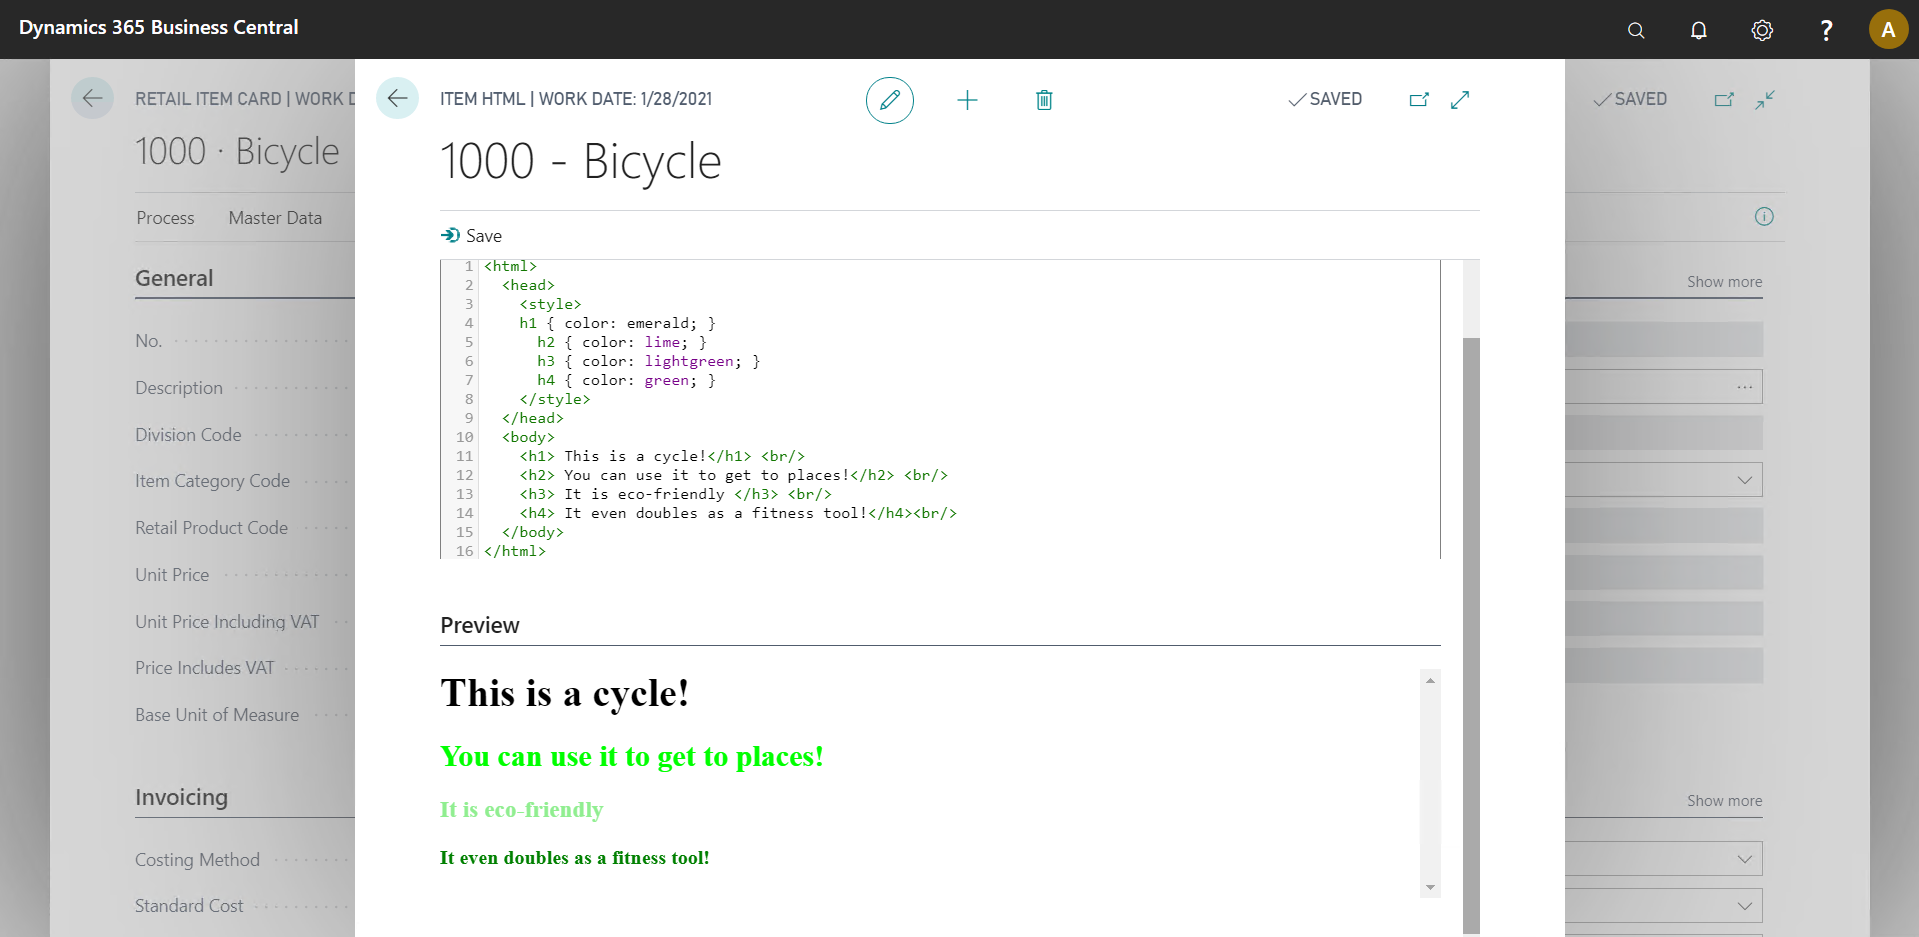 Dynamics 365 Business Central
?
A
RETAIL ITEM CARD | WORK D
1000 · Bicycle
Process Master Data
General
No.
Description
Division Code
Item Category Code
Retail Product Code
Unit Price
Unit Price Including VAT
Price Includes VAT
Base Unit of Measure
Invoicing
Costing Method
Standard Cost
ITEM HTML | WORK DATE: 1/28/2021
SAVED
1000 - Bicycle
Save
1 <html>
2 <head>
3 <style>
4 h1 { color: emerald; }
5 h2 { color: lime; }
6 h3 { color: lightgreen; }
7 h4 { color: green; }
8 </style>
9 </head>
10 <body>
11 <h1> This is a cycle!</h1> <br/>
12 <h2> You can use it to get to places!</h2> <br/>
13 <h3> It is eco-friendly </h3> <br/>
14 <h4> It even doubles as a fitness tool!</h4><br/>
15 </body>
16 </html>
Preview
This is a cycle!
You can use it to get to places!
It is eco-friendly
It even doubles as a fitness tool!
SAVED
Show more
...
Show more